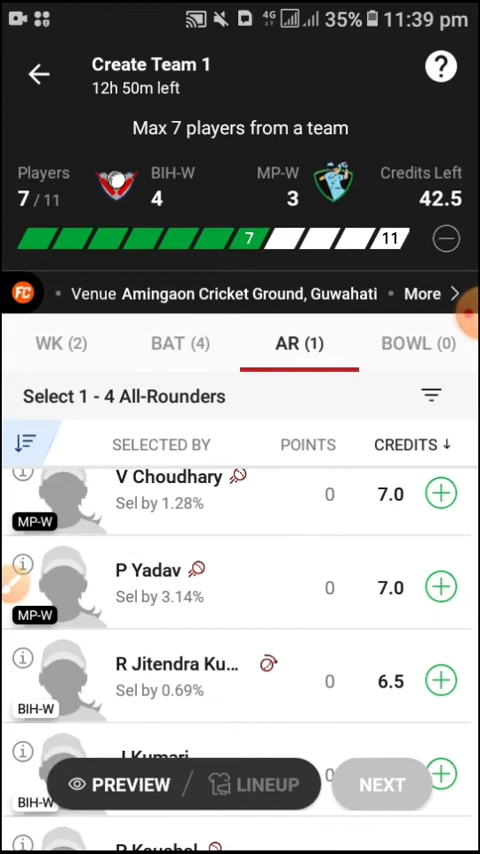 4G 35% 11:39 pm
Create Team 1
12h 50m left
?
Max 7 players from a team
Players BIH-W MP-W Credits Left
7 / 11 4 3 42.5
7 11
FC • Venue Amingaon Cricket Ground, Guwahati • More
WK (2) BAT (4) AR (1) BOWL (0)
Select 1 - 4 All-Rounders
SELECTED BY POINTS CREDITS ↓
V Choudhary
Sel by 1.28% 0 7.0
MP-W
P Yadav
Sel by 3.14% 0 7.0
MP-W
R Jitendra Ku...
Sel by 0.69% 0 6.5
BIH-W
J Kumari
0
BIH-W
PREVIEW / LINEUP NEXT
P Kaushal